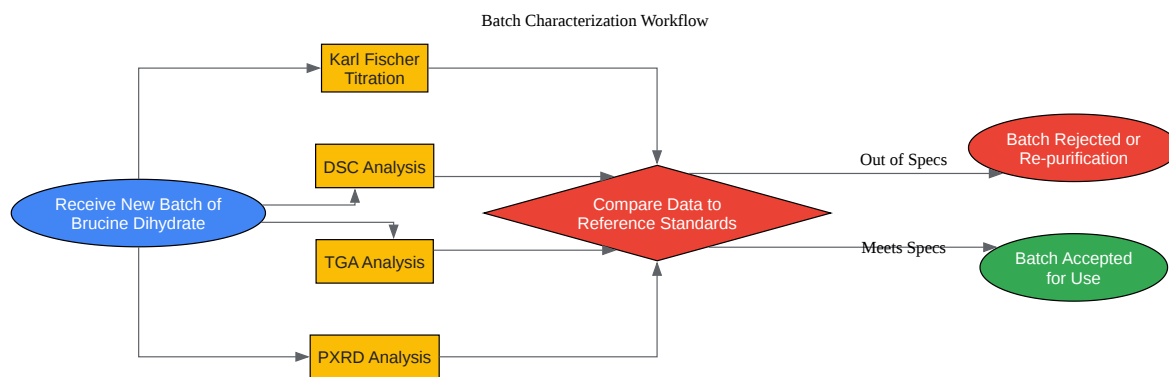 Batch Characterization Workflow
Karl Fischer
Titration
DSC Analysis
Receive New Batch of
Brucine Dihydrate
TGA Analysis
PXRD Analysis
Compare Data to
Reference Standards
Out of Specs
Meets Specs
Batch Rejected or
Re-purification
Batch Accepted
for Use